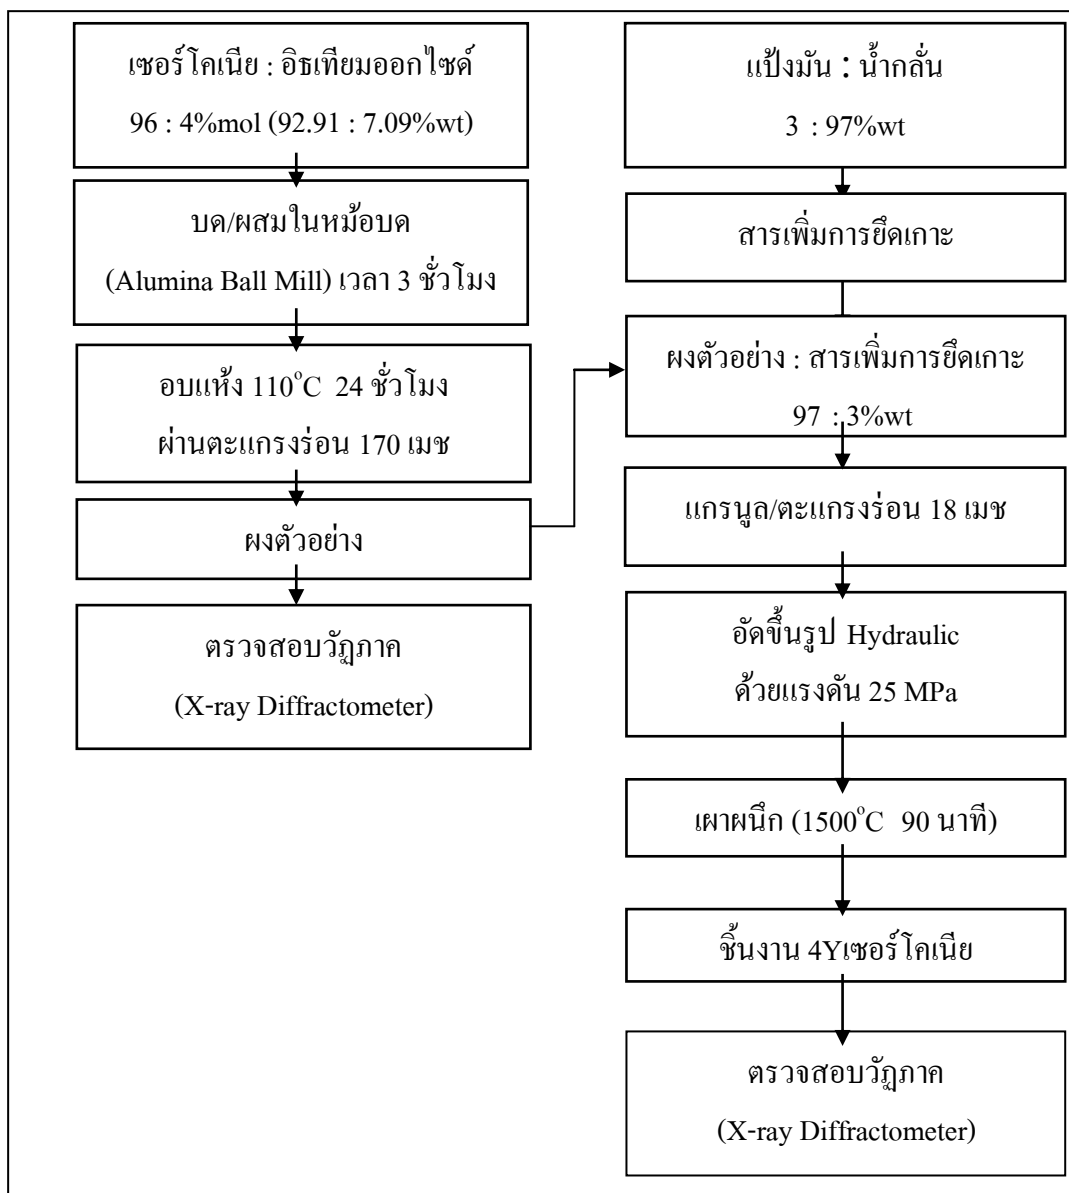 เซอร์โคเนีย : อิธเทียมออกไซด์
96 : 4%mol (92.91 : 7.09%wt)
บด/ผสมในหม้อบด
(Alumina Ball Mill) เวลา 3 ชั่วโมง
อบแห้ง 110°C 24 ชั่วโมง
ผ่านตะแกรงร่อน 170 เมช
ผงตัวอย่าง
ตรวจสอบวัฏภาค
(X-ray Diffractometer)
แป้งมัน : น้ำกลั่น
3 : 97%wt
สารเพิ่มการยึดเกาะ
ผงตัวอย่าง : สารเพิ่มการยึดเกาะ
97 : 3%wt
แกรนูล/ตะแกรงร่อน 18 เมช
อัดขึ้นรูป Hydraulic
ด้วยแรงดัน 25 MPa
เผาผนึก (1500°C 90 นาที)
ชิ้นงาน 4Yเซอร์โคเนีย
ตรวจสอบวัฏภาค
(X-ray Diffractometer)